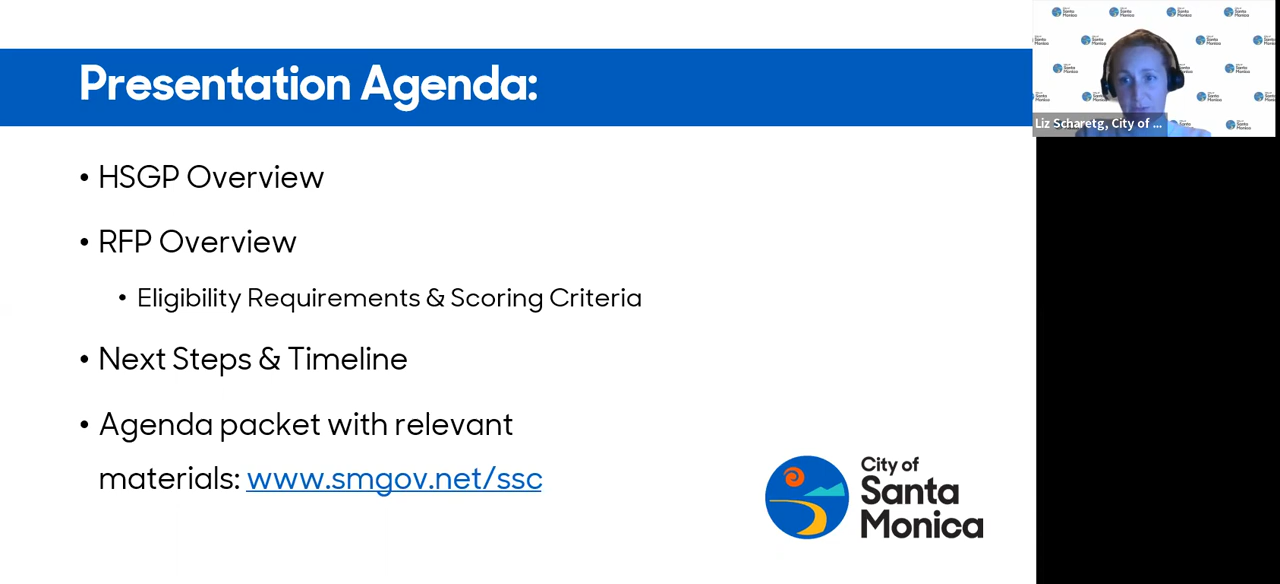 Presentation Agenda:
• HSGP Overview
• RFP Overview
• Eligibility Requirements & Scoring Criteria
• Next Steps & Timeline
• Agenda packet with relevant
materials: www.smgov.net/ssc
City of
Santa
Monica
Liz Scharetg, City of ...